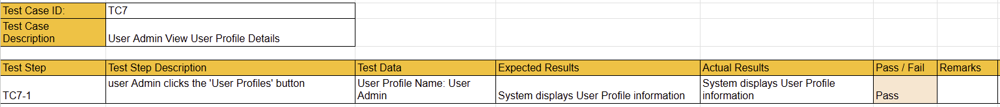 Test Case ID: TC7
Test Case
Description User Admin View User Profile Details
Test Step Test Step Description Test Data Expected Results Actual Results Pass / Fail Remarks
user Admin clicks the 'User Profiles' button User Profile Name: User System displays User Profile
TC7-1 Admin System displays User Profile information information Pass